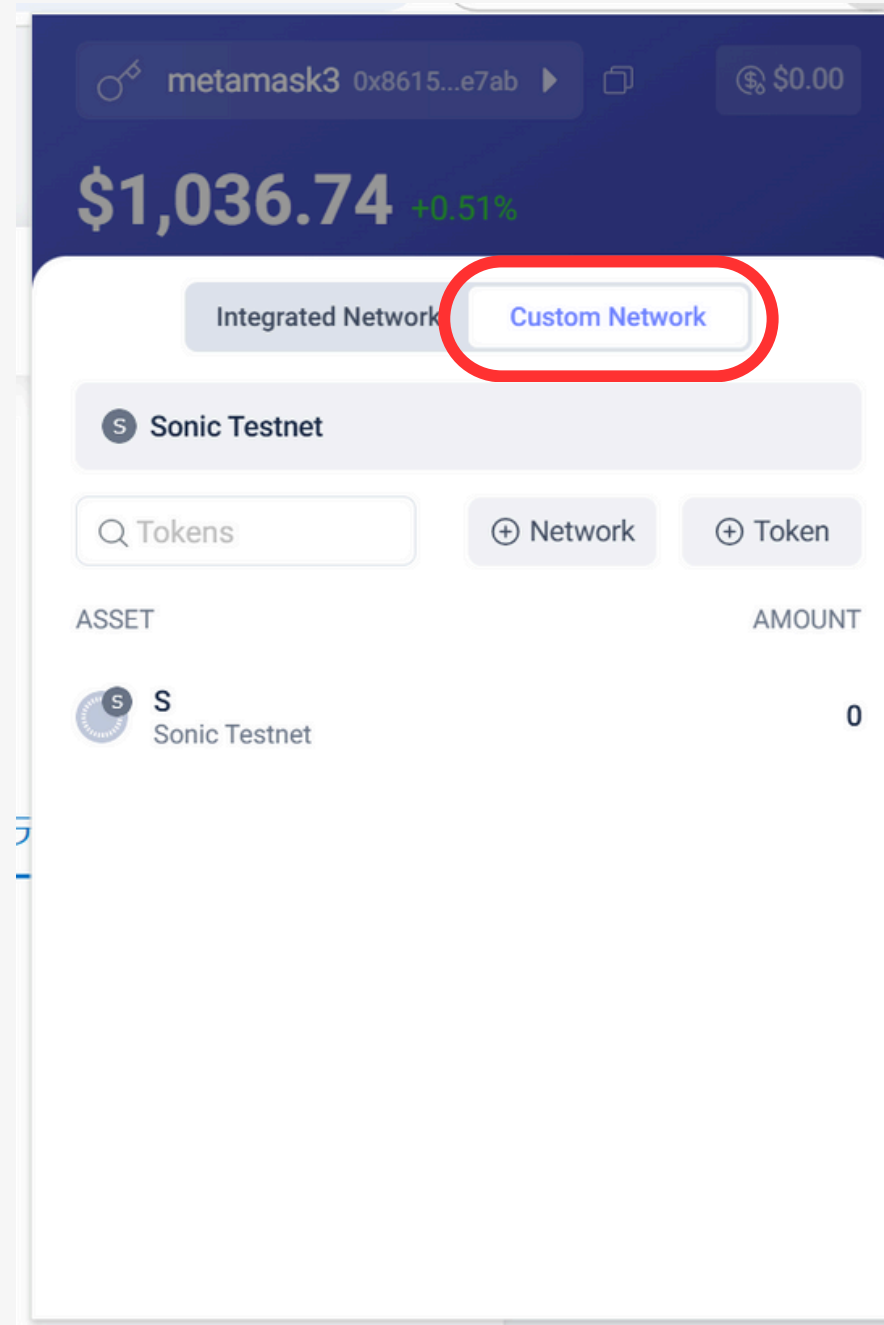 metamask3 0x8615...e7ab
$0.00
$1,036.74 +0.51%
Integrated Network Custom Network
S Sonic Testnet
Tokens Network Token
ASSET AMOUNT
S S 0
Sonic Testnet